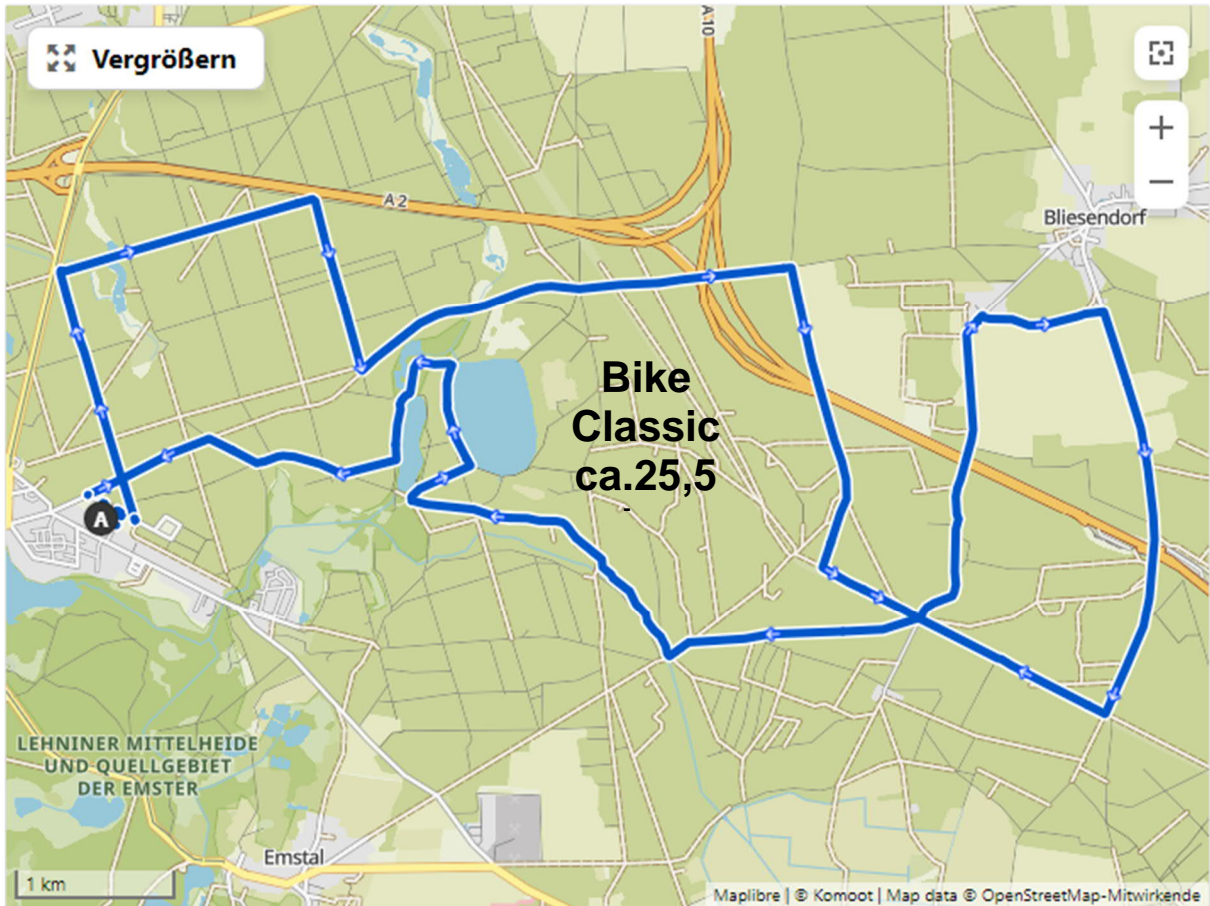 Vergrößern
A 10
A 2
Bliesendorf
Bike
Classic
ca.25,5
-
A
LEHNINER MITTELHEIDE
UND QUELLGEBIET
DER EMSTER
Emstal
1 km
Maplibre | © Komoot | Map data © OpenStreetMap-Mitwirkende